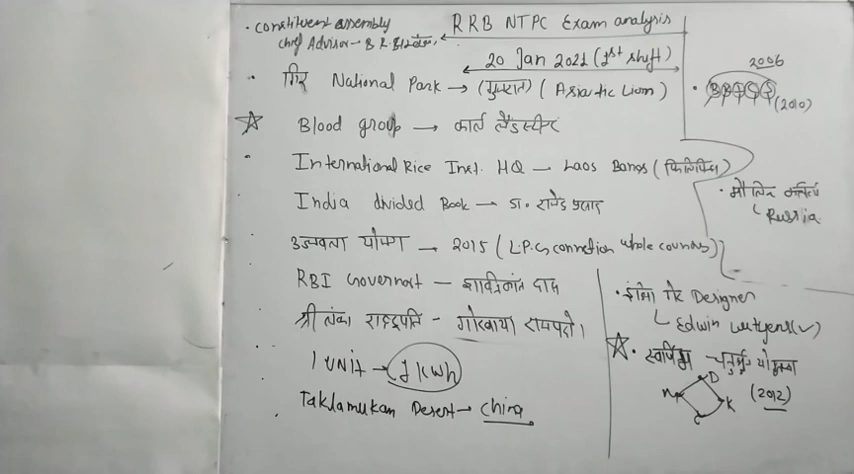 · constituent assembly
chief Advisor - B R.
RRB NTPC Exam analysis
20 Jan 2021 (1st shift)
· गिर National Park → (गुजरात) (Asiatic Lion)
☆ Blood group → कार्ल लैंडस्टीनर
- International Rice Inst. HQ - Laos Banos (फिलिपिंस)
India divided Book - डा. राजेंद्र प्रसाद
उज्जवला योजना - 2015 (L.P.G connection whole)
RBI Governor - शक्तिकांत दास
श्री लंका राष्ट्रपति - गोटबाया
1 UNIT → (1 kwh)
Taklamukan Desert → China
2006
· BRICS (2010)
· मौलिक कर्तव्य
Russia
· इंडिया गेट Designer
Edwin Lutyens (✓)
☆ · स्वर्णिम चतुर्भुज योजना
D
N K
C
(2012)